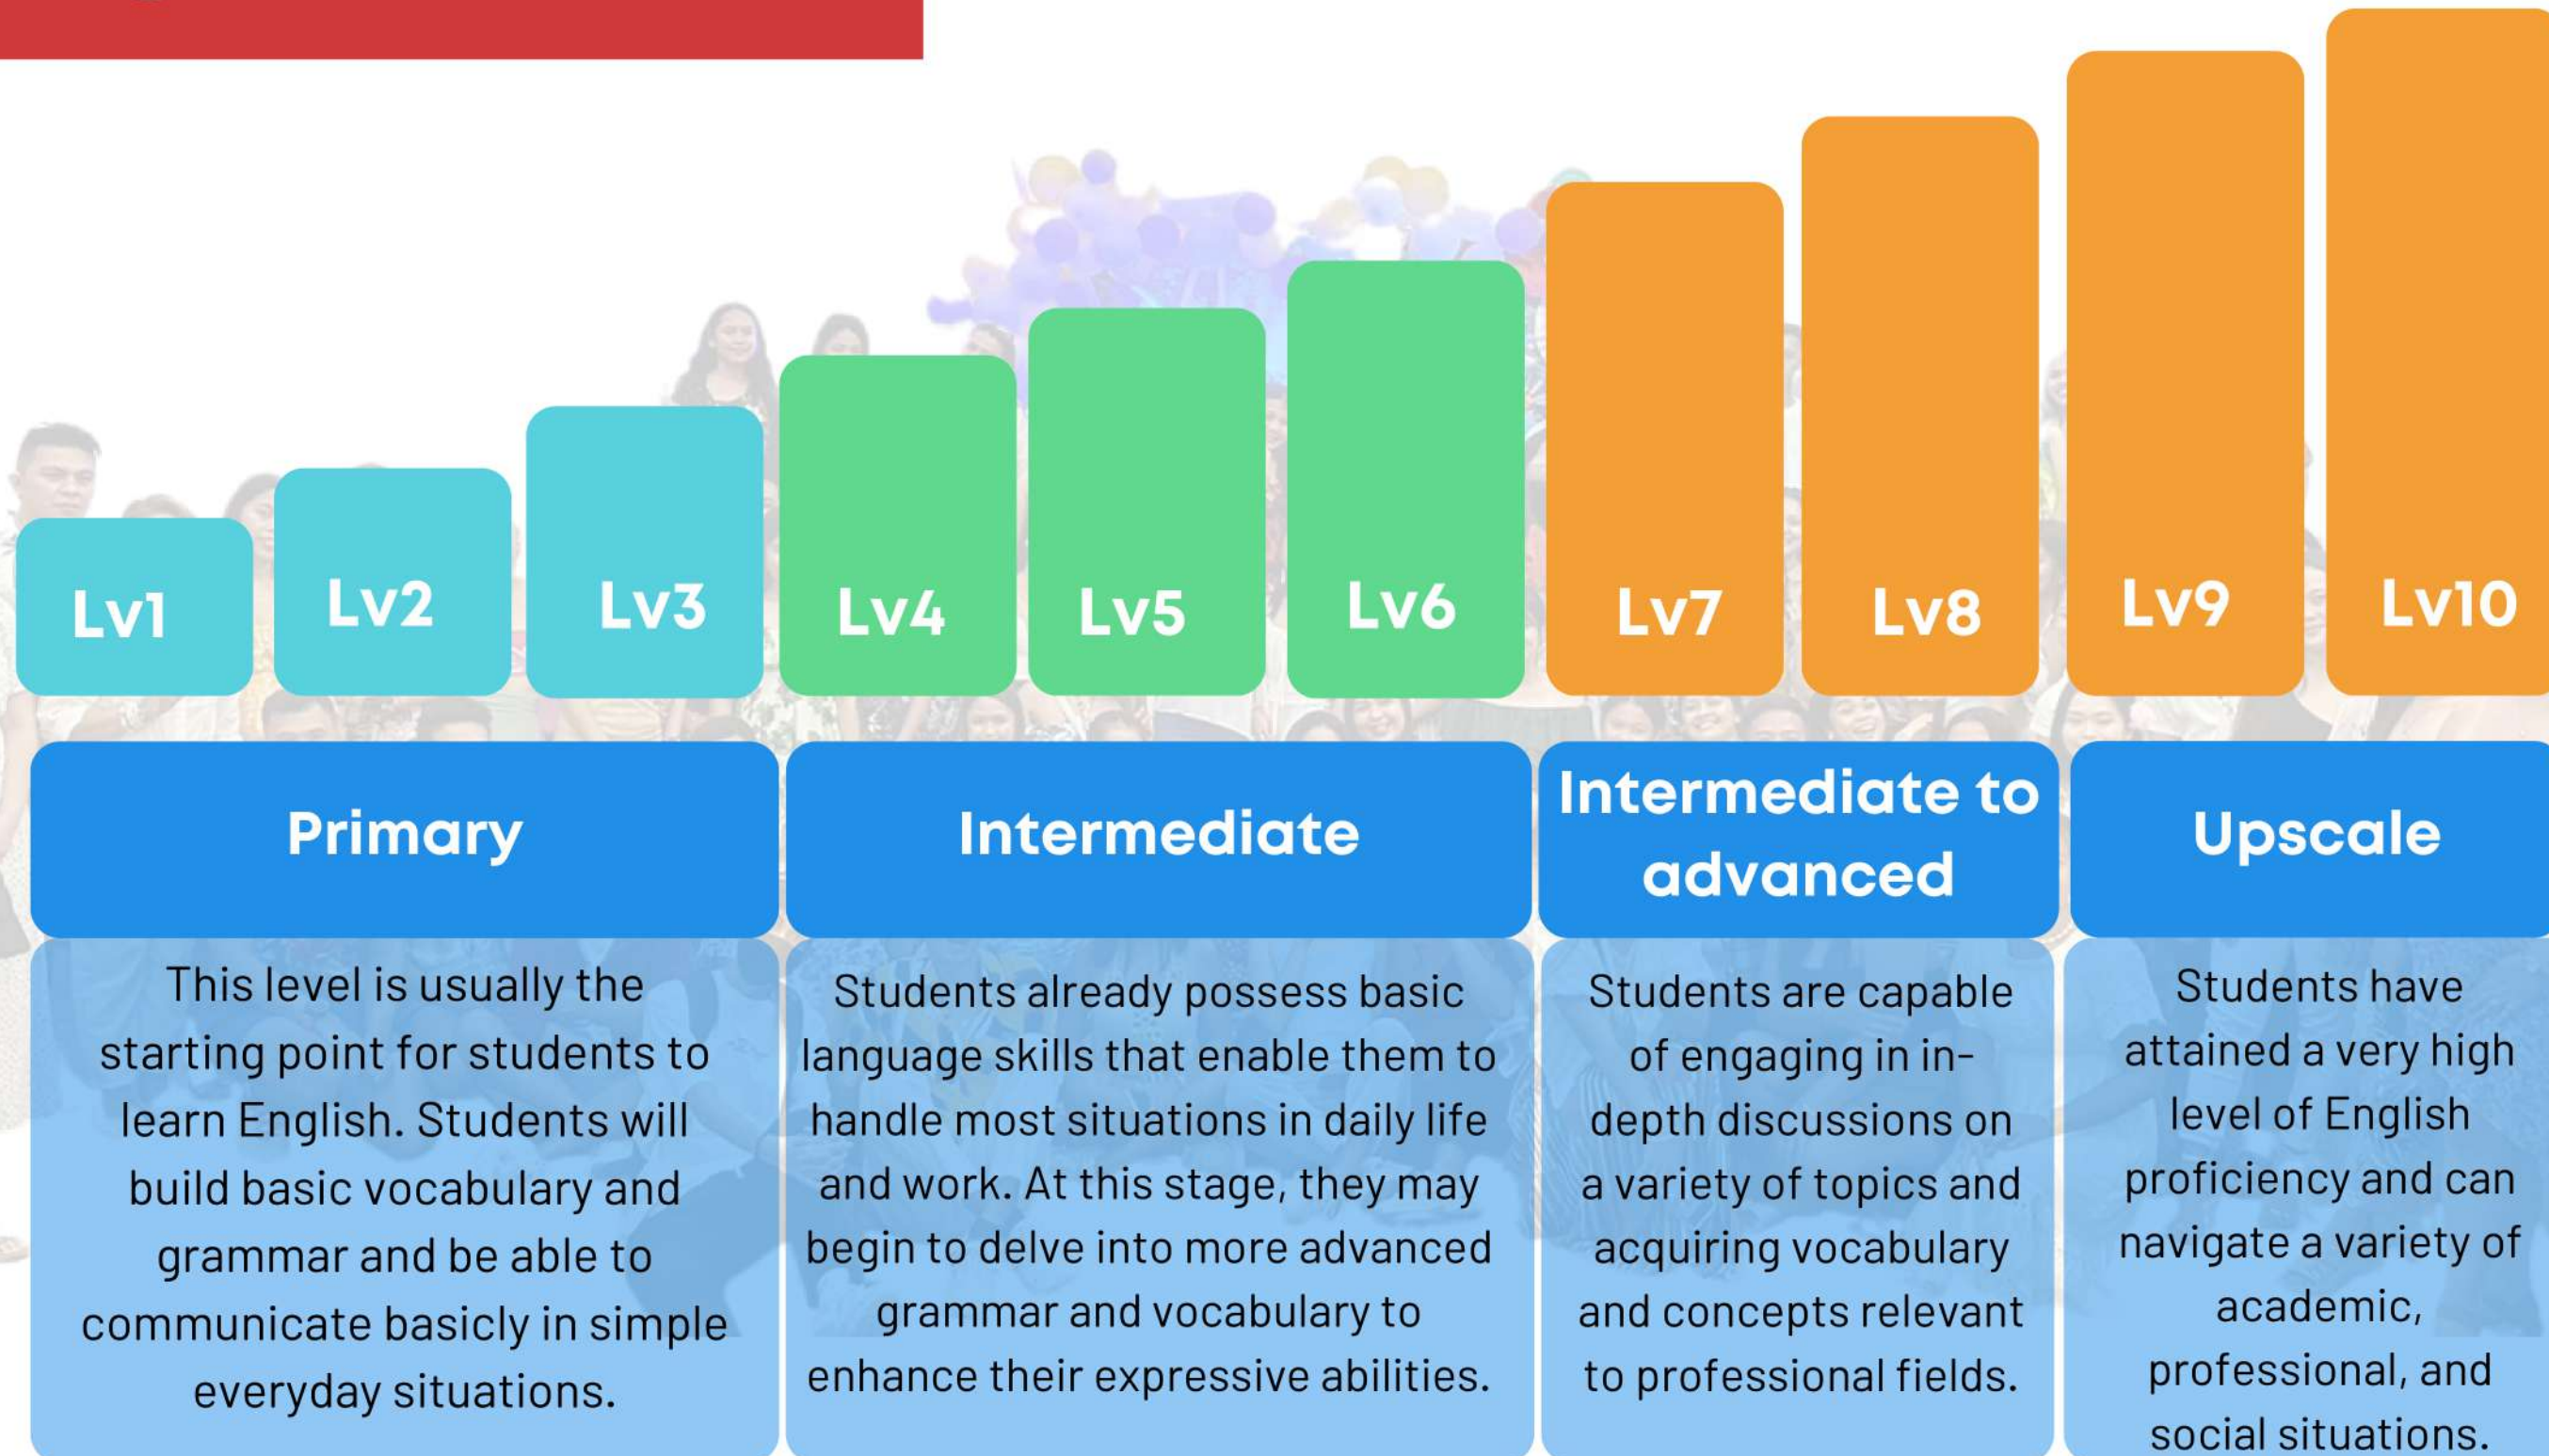 Lv1
Lv2
Lv3
Lv4
Lv5
Lv6
Lv7
Lv8
Lv9
Lv10
Primary
This level is usually the
starting point for students to
learn English. Students will
build basic vocabulary and
grammar and be able to
communicate basicly in simple
everyday situations.
Intermediate
Students already possess basic
language skills that enable them to
handle most situations in daily life
and work. At this stage, they may
begin to delve into more advanced
grammar and vocabulary to
enhance their expressive abilities.
Intermediate to
advanced
Students are capable
of engaging in in-
depth discussions on
a variety of topics and
acquiring vocabulary
and concepts relevant
to professional fields.
Upscale
Students have
attained a very high
level of English
proficiency and can
navigate a variety of
academic,
professional, and
social situations.